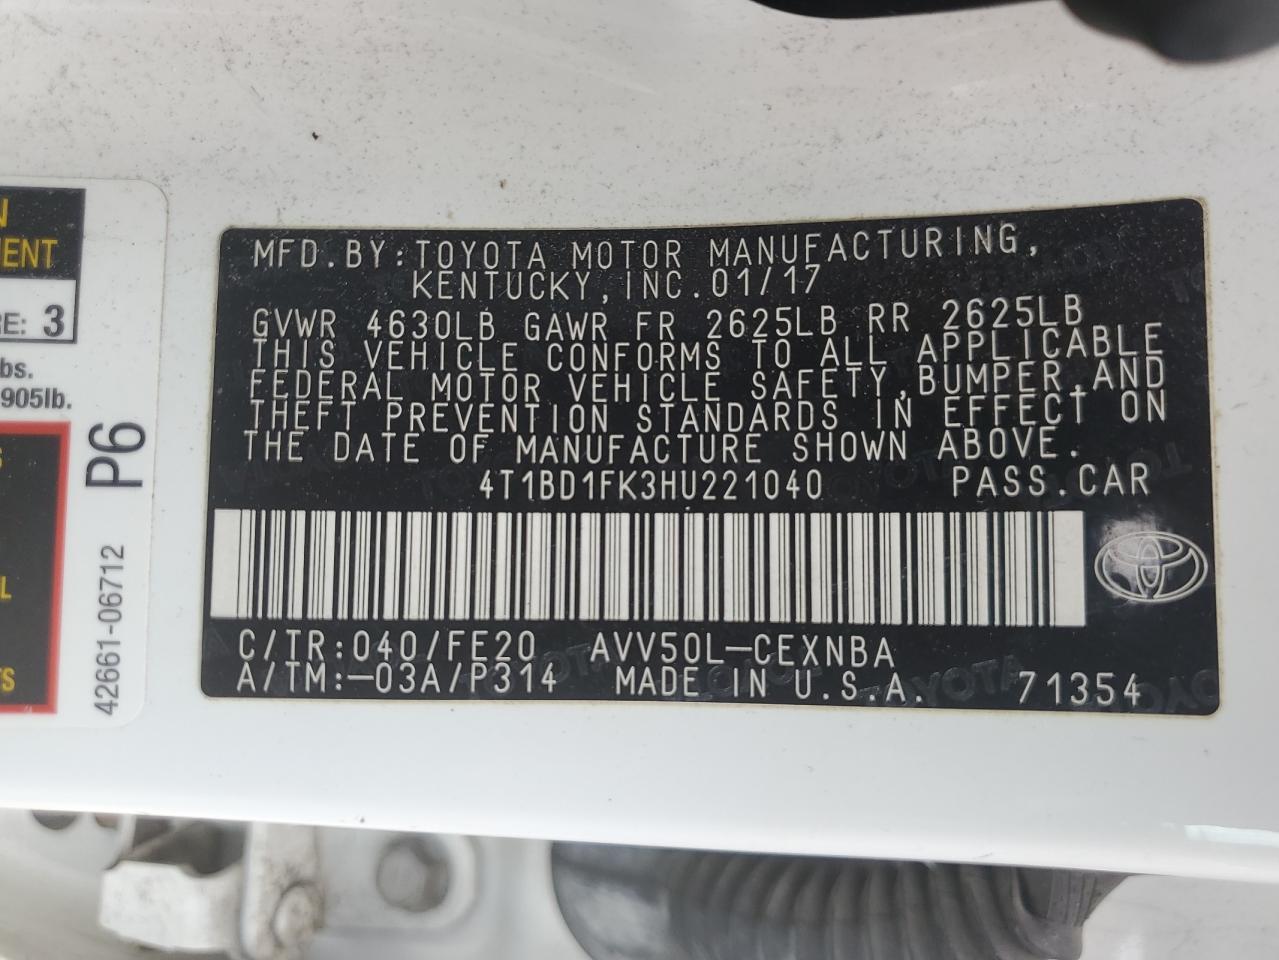 N
ENT
RE: 3
bs.
905lb.
S
L
TS
P6
42661-06712
MFD.BY:TOYOTA MOTOR MANUFACTURING,
KENTUCKY,INC.01/17
GVWR 4630LB GAWR FR 2625LB RR 2625LB
THIS VEHICLE CONFORMS TO ALL APPLICABLE
FEDERAL MOTOR VEHICLE SAFETY,BUMPER,AND
THEFT PREVENTION STANDARDS IN EFFECT ON
THE DATE OF MANUFACTURE SHOWN ABOVE.
4T1BD1FK3HU221040 PASS.CAR
C/TR:040/FE20 AVV50L-CEXNBA
A/TM:-03A/P314 MADE IN U.S.A. 71354